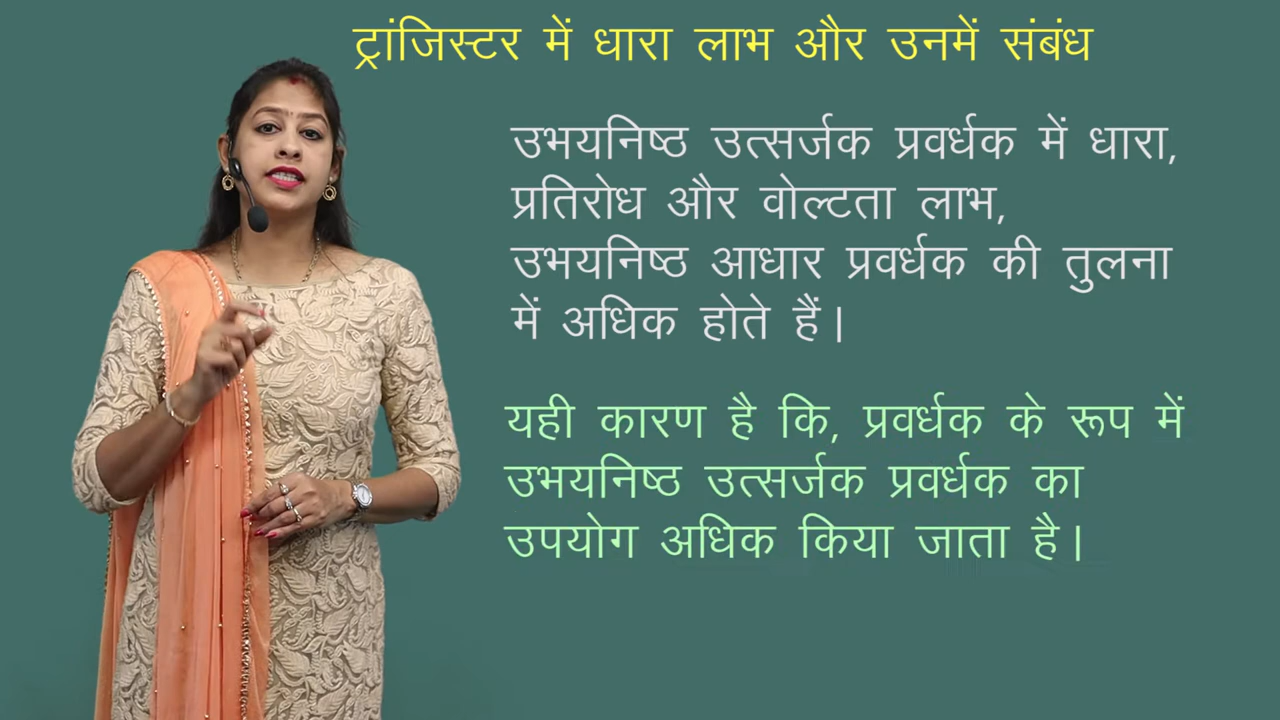 ट्रांजिस्टर में धारा लाभ और उनमें संबंध
उभयनिष्ठ उत्सर्जक प्रवर्धक में धारा,
प्रतिरोध और वोल्टता लाभ,
उभयनिष्ठ आधार प्रवर्धक की तुलना
में अधिक होते हैं।
यही कारण है कि, प्रवर्धक के रूप में
उभयनिष्ठ उत्सर्जक प्रवर्धक का
उपयोग अधिक किया जाता है।